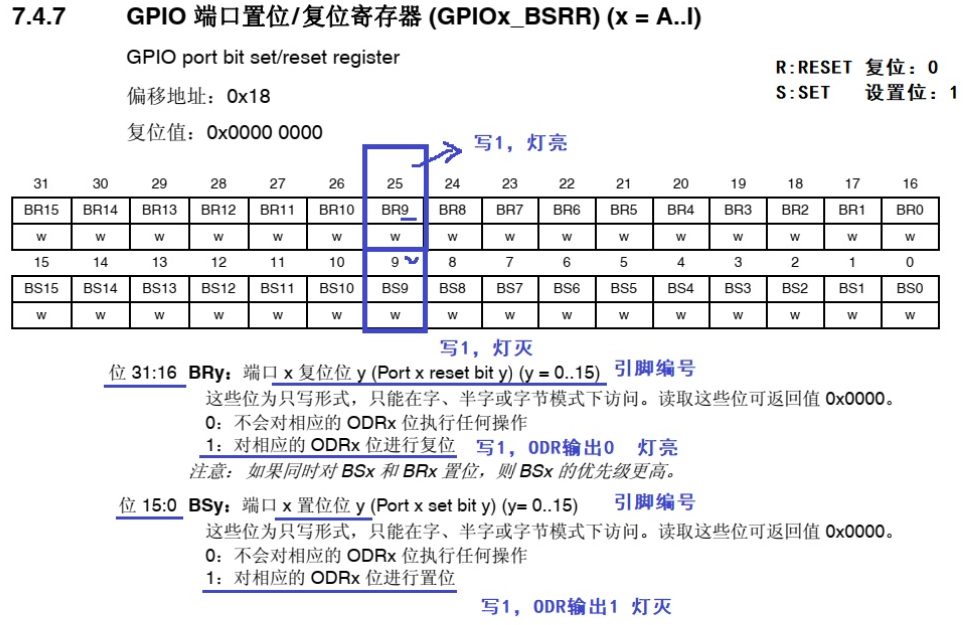 7.4.7 GPIO 端口置位/复位寄存器 (GPIOx_BSRR) (x = A..I)
GPIO port bit set/reset register
R:RESET 复位：0
偏移地址：0x18
S:SET 设置位：1
复位值：0x0000 0000
写1，灯亮
31 30 29 28 27 26 25 24 23 22 21 20 19 18 17 16
BR15 BR14 BR13 BR12 BR11 BR10 BR9 BR8 BR7 BR6 BR5 BR4 BR3 BR2 BR1 BR0
w w w w w w w w w w w w w w w w
15 14 13 12 11 10 9 8 7 6 5 4 3 2 1 0
BS15 BS14 BS13 BS12 BS11 BS10 BS9 BS8 BS7 BS6 BS5 BS4 BS3 BS2 BS1 BS0
w w w w w w w w w w w w w w w w
写1，灯灭
位 31:16 BRy：端口 x 复位位 y (Port x reset bit y) (y = 0..15) 引脚编号
这些位为只写形式，只能在字、半字或字节模式下访问。读取这些位可返回值 0x0000。
0：不会对相应的 ODRx 位执行任何操作
1：对相应的 ODRx 位进行复位 写1，ODR输出0 灯亮
注意：如果同时对 BSx 和 BRx 置位，则 BSx 的优先级更高。
位 15:0 BSy：端口 x 置位位 y (Port x set bit y) (y= 0..15) 引脚编号
这些位为只写形式，只能在字、半字或字节模式下访问。读取这些位可返回值 0x0000。
0：不会对相应的 ODRx 位执行任何操作
1：对相应的 ODRx 位进行置位
写1，ODR输出1 灯灭